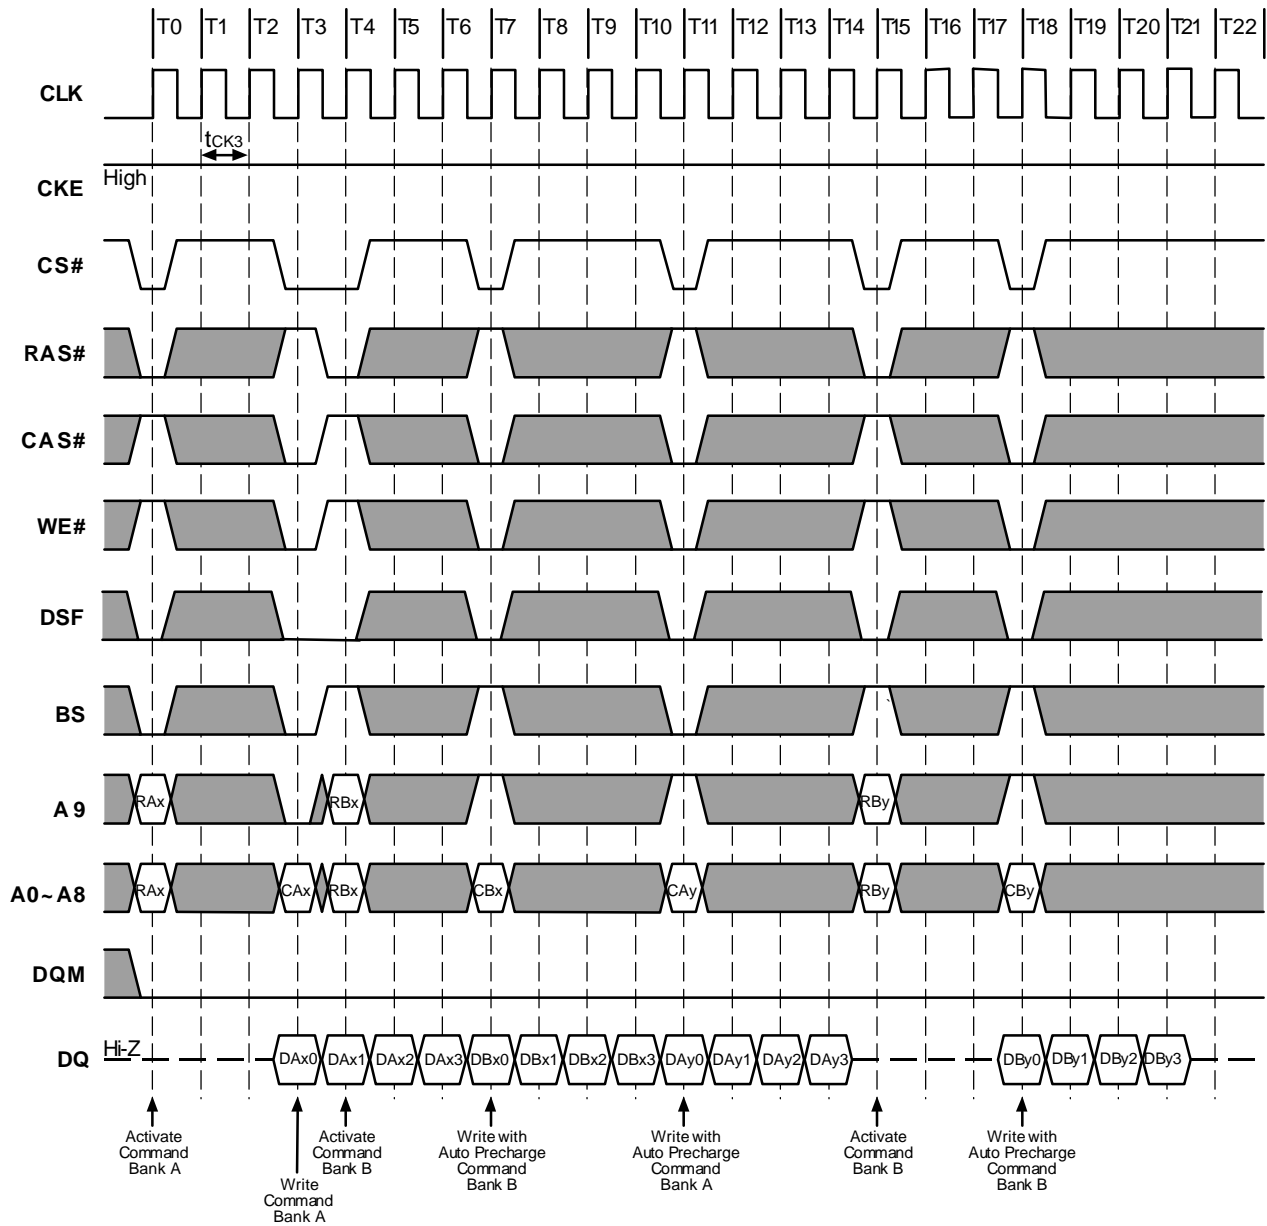 T0 T1 T2 T3 T4 T5 T6 T7 T8 T9 T10 T11 T12 T13 T14 T15 T16 T17 T18 T19 T20 T21 T22
CLK
tCK3
High
CKE
CS#
RAS#
CAS#
WE#
DSF
BS
A9 RAx RBx RBy
A0~A8 RAx CAx RBx CBx CAy RBy CBy
DQM
Hi-Z
DQ DAx0 DAx1 DAx2 DAx3 DBx0 DBx1 DBx2 DBx3 DAy0 DAy1 DAy2 DAy3 DBy0 DBy1 DBy2 DBy3
Activate
Command
Bank A
Write
Command
Bank A
Activate
Command
Bank B
Write with
Auto Precharge
Command
Bank B
Write with
Auto Precharge
Command
Bank A
Activate
Command
Bank B
Write with
Auto Precharge
Command
Bank B